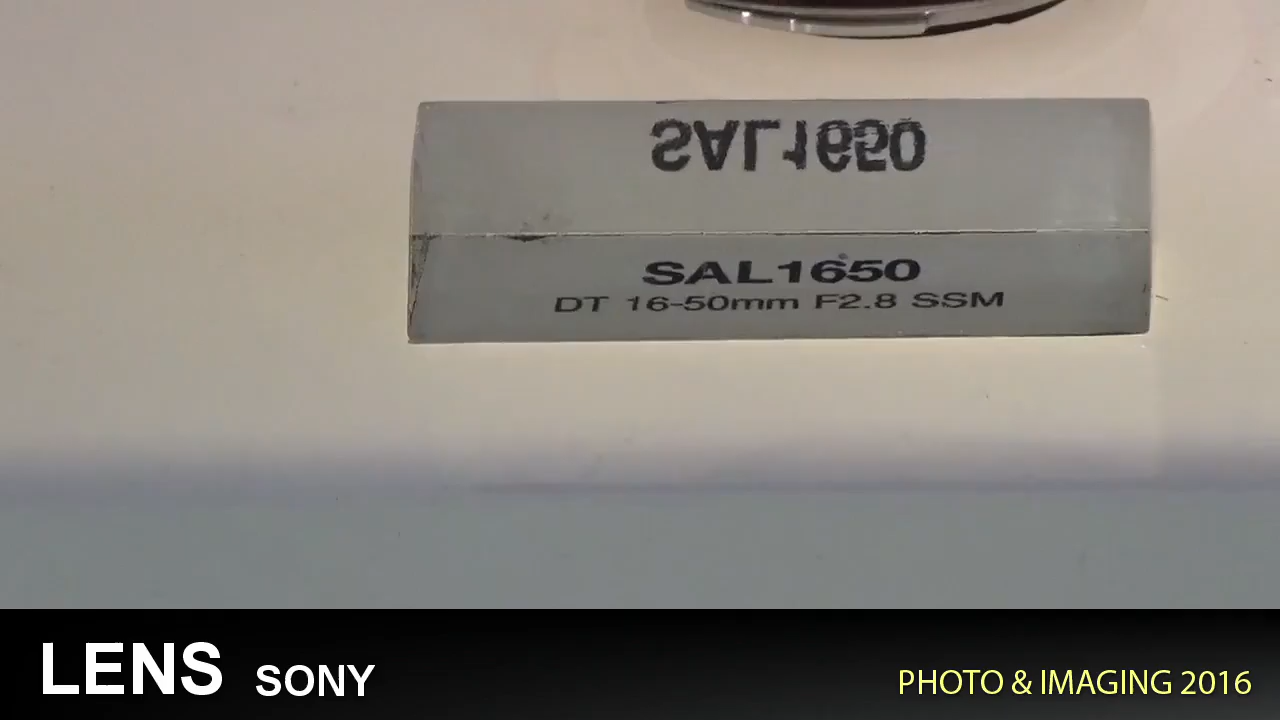 SAL1650
SAL1650
DT 16-50mm F2.8 SSM
LENS SONY
PHOTO & IMAGING 2016